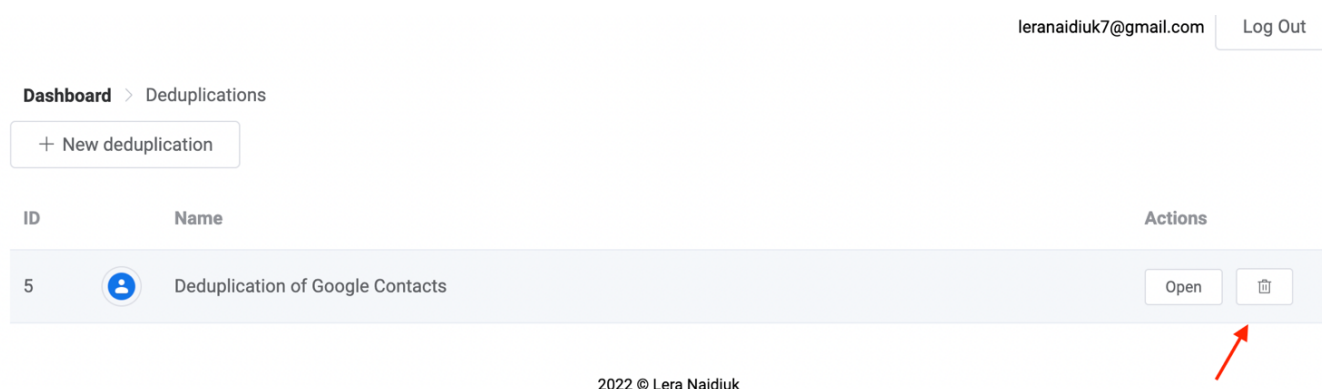 leranaidiuk7@gmail.com Log Out
Dashboard > Deduplications
+ New deduplication
ID Name Actions
5 Deduplication of Google Contacts Open
2022 © Lera Naidiuk